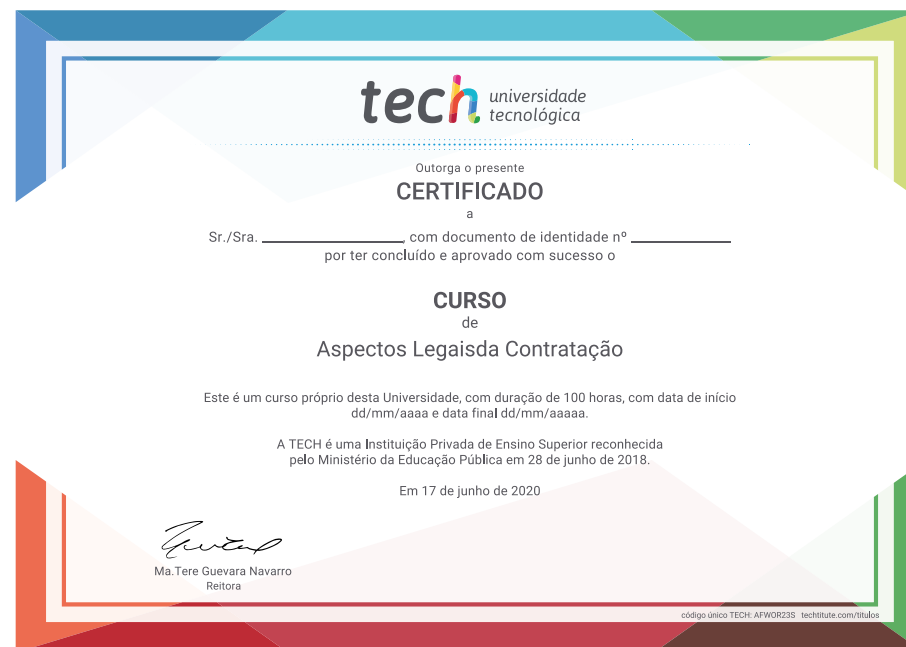 tech universidade
tecnológica
Outorga o presente
CERTIFICADO
a
Sr./Sra. ____________, com documento de identidade nº ____________
por ter concluído e aprovado com sucesso o
CURSO
de
Aspectos Legaisda Contratação
Este é um curso próprio desta Universidade, com duração de 100 horas, com data de início
dd/mm/aaaa e data final dd/mm/aaaaa.
A TECH é uma Instituição Privada de Ensino Superior reconhecida
pelo Ministério da Educação Pública em 28 de junho de 2018.
Em 17 de junho de 2020
Ma.Tere Guevara Navarro
Reitora
código único TECH: AFWOR23S techtitute.com/títulos